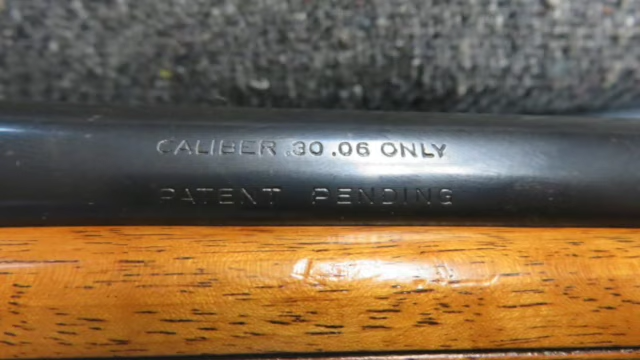 CALIBER .30 .06 ONLY
PATENT PENDING